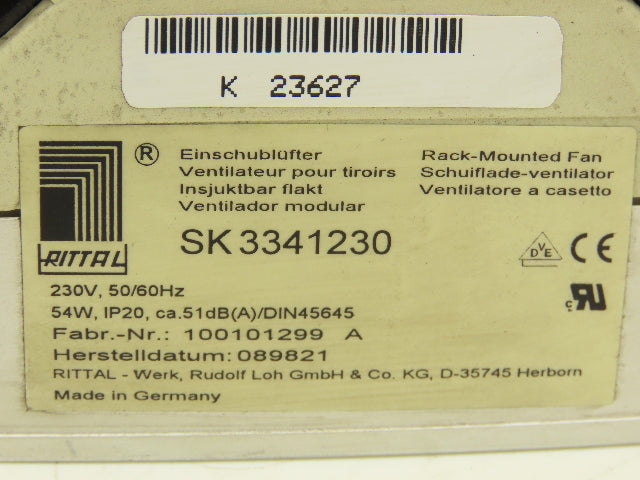 K 23627
RITTAL
®
Einschublüfter
Ventilateur pour tiroirs
Insjuktbar flakt
Ventilador modular
Rack-Mounted Fan
Schuiflade-ventilator
Ventilatore a casetto
SK 3341230
DVE
CE
c RU
230V, 50/60Hz
54W, IP20, ca.51dB(A)/DIN45645
Fabr.-Nr.: 100101299 A
Herstelldatum: 089821
RITTAL - Werk, Rudolf Loh GmbH & Co. KG, D-35745 Herborn
Made in Germany